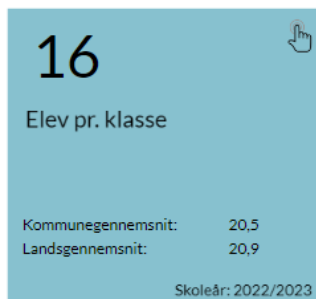 16
Elev pr. klasse
Kommunegennemsnit: 20,5
Landsgennemsnit: 20,9
Skoleår: 2022/2023